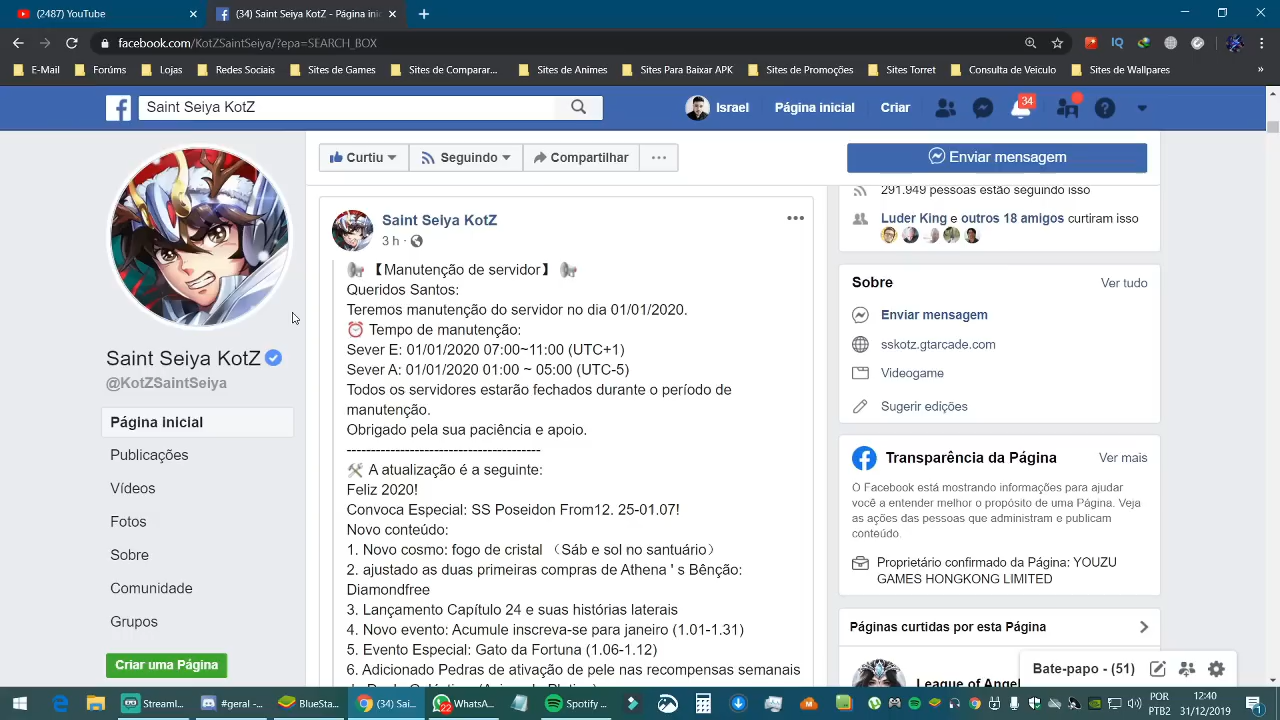 (2487) YouTube
(34) Saint Seiya KotZ - Página ini
facebook.com/KotZSaintSeiya/?epa=SEARCH_BOX
IQ
E-Mail
Forúms
Lojas
Redes Sociais
Sites de Games
Sites de Comparar...
Sites de Animes
Sites Para Baixar APK
Sites de Promoções
Sites Torret
Consulta de Veiculo
Sites de Wallpares
»
Saint Seiya KotZ
Israel
Página inicial
Criar
34
Curtiu
Seguindo
Compartilhar
Enviar mensagem
Saint Seiya KotZ
@KotZSaintSeiya
Página inicial
Publicações
Vídeos
Fotos
Sobre
Comunidade
Grupos
Criar uma Página
Saint Seiya KotZ
3 h ·
【Manutenção de servidor】
Queridos Santos:
Teremos manutenção do servidor no dia 01/01/2020.
Tempo de manutenção:
Sever E: 01/01/2020 07:00~11:00 (UTC+1)
Sever A: 01/01/2020 01:00 ~ 05:00 (UTC-5)
Todos os servidores estarão fechados durante o período de
manutenção.
Obrigado pela sua paciência e apoio.
----------------------------------------
A atualização é a seguinte:
Feliz 2020!
Convoca Especial: SS Poseidon From12. 25-01.07!
Novo conteúdo:
1. Novo cosmo: fogo de cristal （Sáb e sol no santuário）
2. ajustado as duas primeiras compras de Athena ' s Bênção:
Diamondfree
3. Lançamento Capítulo 24 e suas histórias laterais
4. Novo evento: Acumule inscreva-se para janeiro (1.01-1.31)
5. Evento Especial: Gato da Fortuna (1.06-1.12)
6. Adicionado Pedras de ativação de pele nas recompensas semanais
291.949 pessoas estão seguindo isso
Luder King e outros 18 amigos curtiram isso
Sobre
Ver tudo
Enviar mensagem
sskotz.gtarcade.com
Videogame
Sugerir edições
Transparência da Página
Ver mais
O Facebook está mostrando informações para ajudar
você a entender melhor o propósito de uma Página. Veja
as ações das pessoas que administram e publicam
conteúdo.
Proprietário confirmado da Página: YOUZU
GAMES HONGKONG LIMITED
Páginas curtidas por esta Página
League of Angel
Bate-papo - (51)
StreamI...
#geral -...
BlueSta...
(34) Sai...
22
WhatsA...
Spotify ...
POR
PTB2
12:40
31/12/2019
1